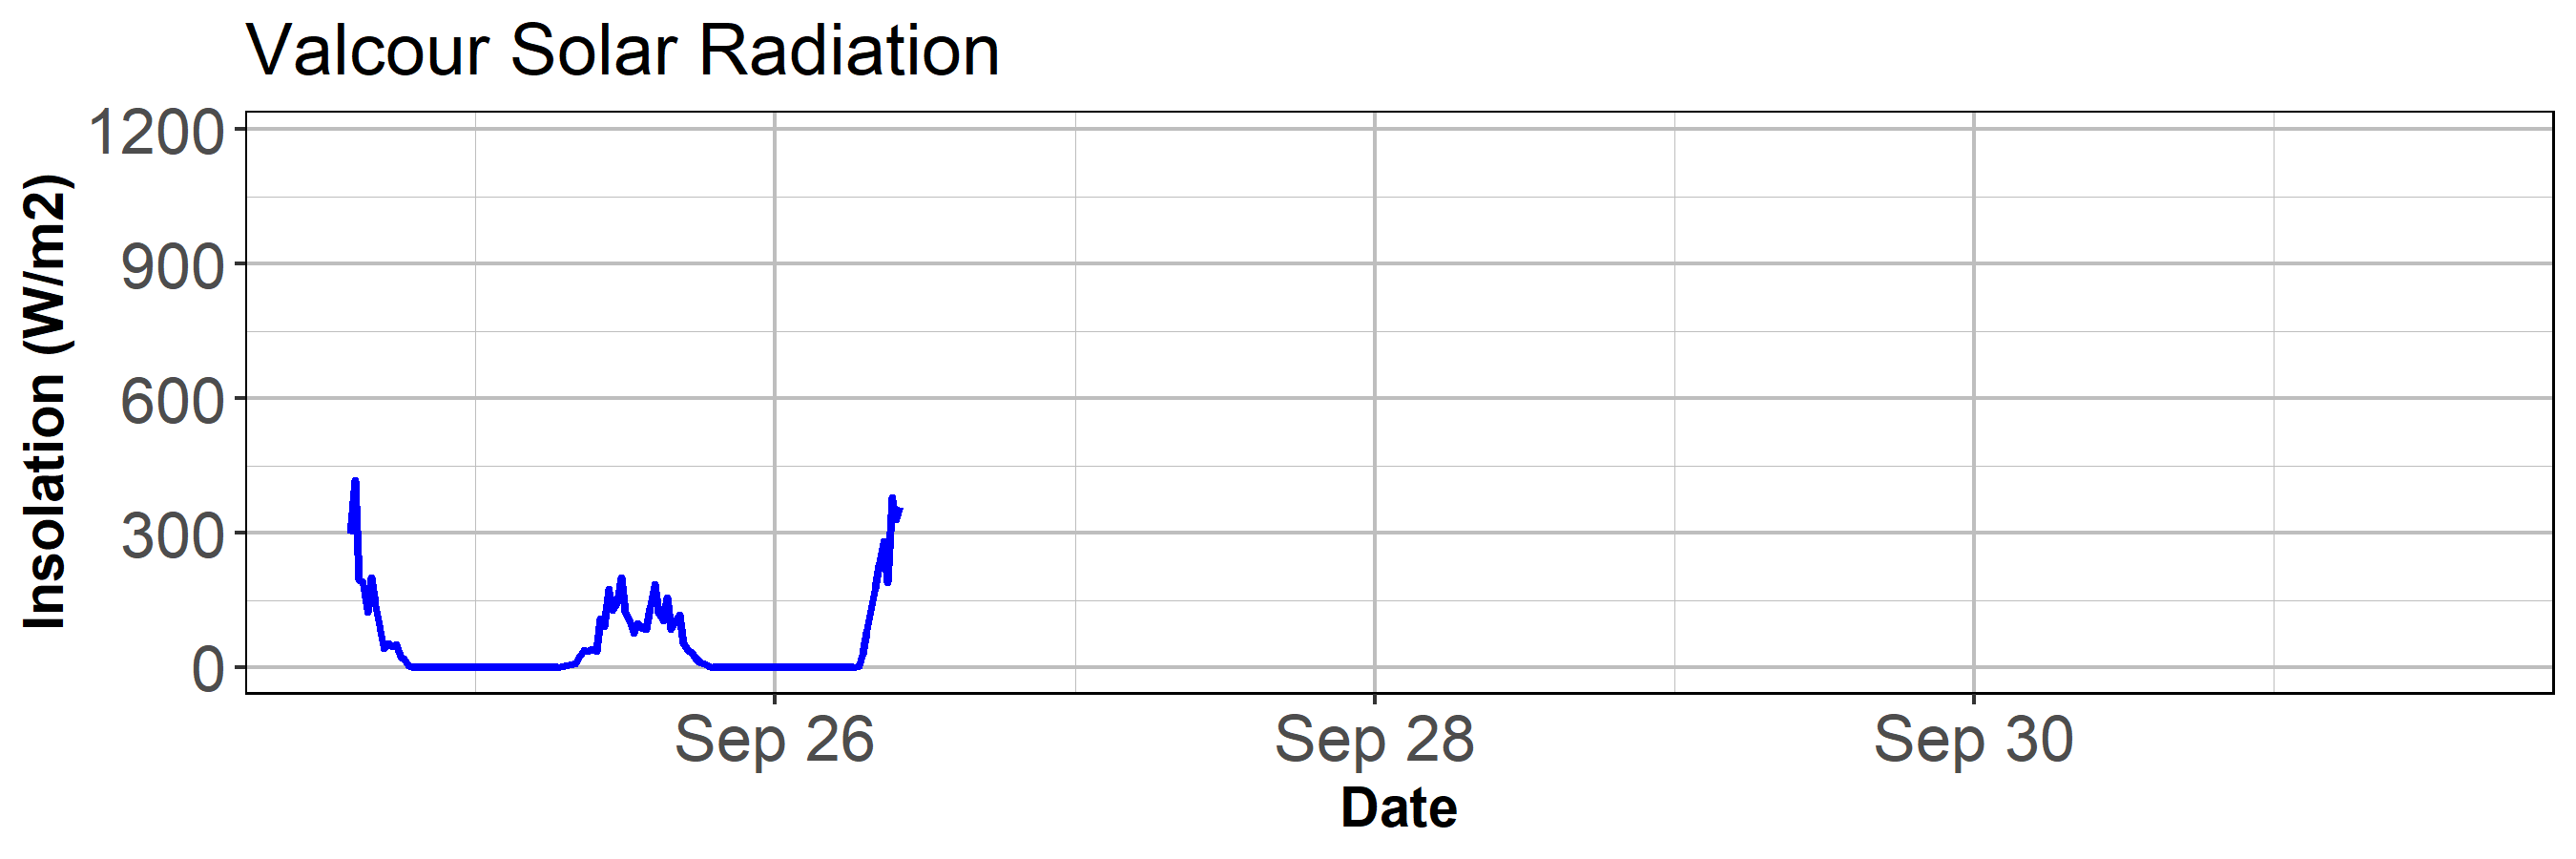 Valcour Solar Radiation
1200
900
600
300
0
Insolation (W/m2)
Sep 26
Sep 28
Sep 30
Date